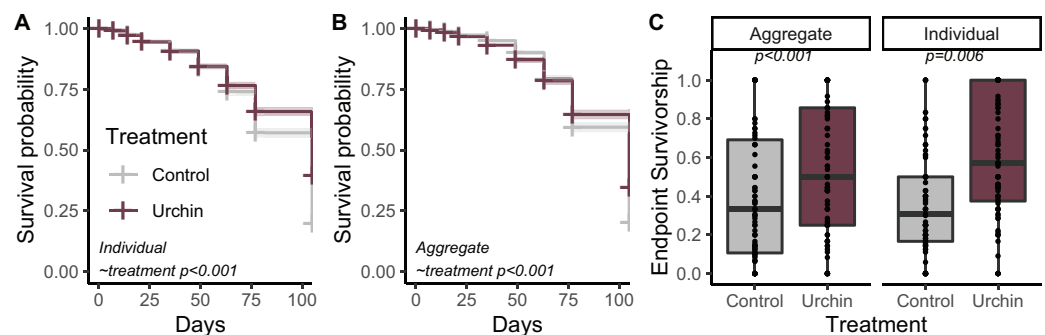 A
Survival probability
1.00
0.75
0.50
0.25
0.00
Treatment
Control
Urchin
Individual
~treatment p<0.001
0 25 50 75 100
Days
B
Survival probability
1.00
0.75
0.50
0.25
0.00
Aggregate
~treatment p<0.001
0 25 50 75 100
Days
C
Endpoint Survivorship
Aggregate Individual
p<0.001 p=0.006
1.0
0.8
0.6
0.4
0.2
0.0
Control Urchin Control Urchin
Treatment